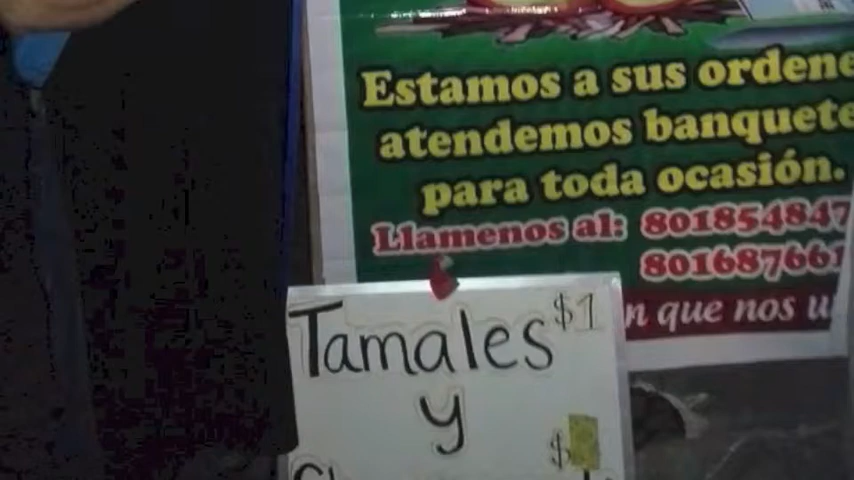 Estamos a sus ordene
atendemos banquete
para toda ocasión.
Llamenos al: 801854847
801687661
n que nos u
Tamales $1
y
$